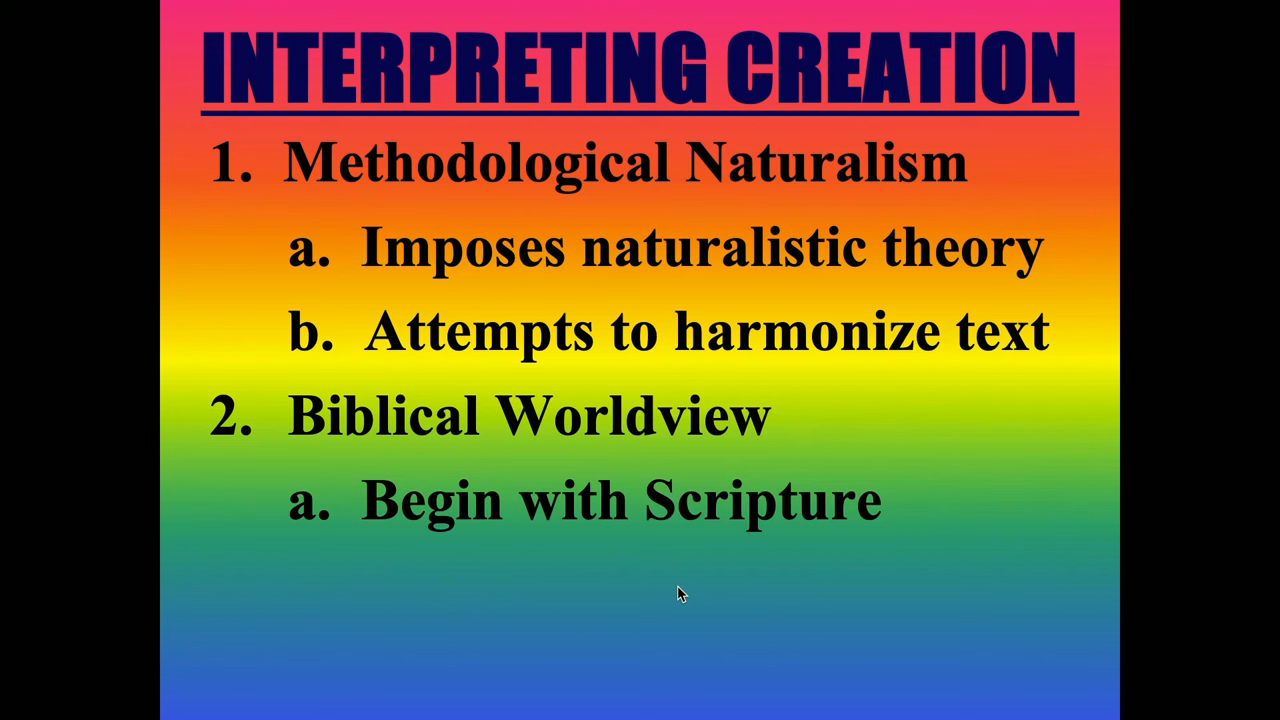 INTERPRETING CREATION
1. Methodological Naturalism
a. Imposes naturalistic theory
b. Attempts to harmonize text
2. Biblical Worldview
a. Begin with Scripture